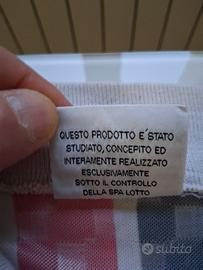 QUESTO PRODOTTO E´STATO
STUDIATO, CONCEPITO ED
INTERAMENTE REALIZZATO
ESCLUSIVAMENTE
SOTTO IL CONTROLLO
DELLA SPA LOTTO
subito